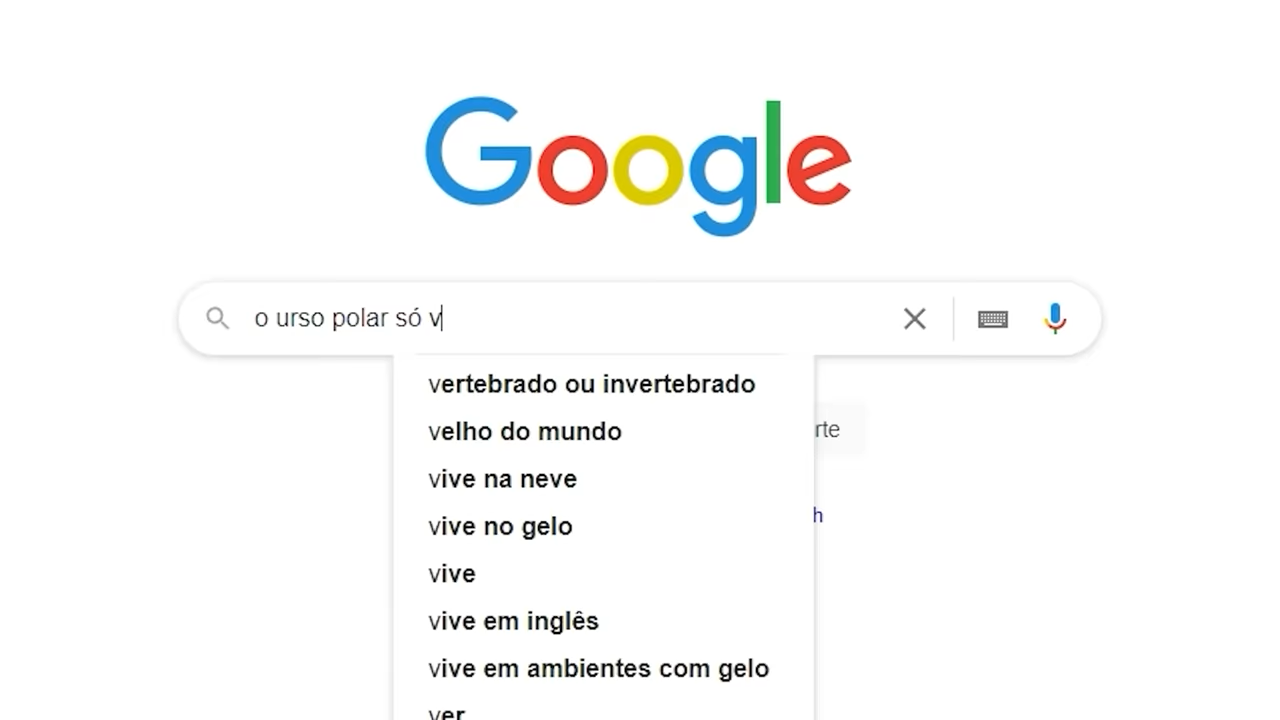 Google
o urso polar só v
vertebrado ou invertebrado
velho do mundo
rte
vive na neve
vive no gelo
h
vive
vive em inglês
vive em ambientes com gelo
ver